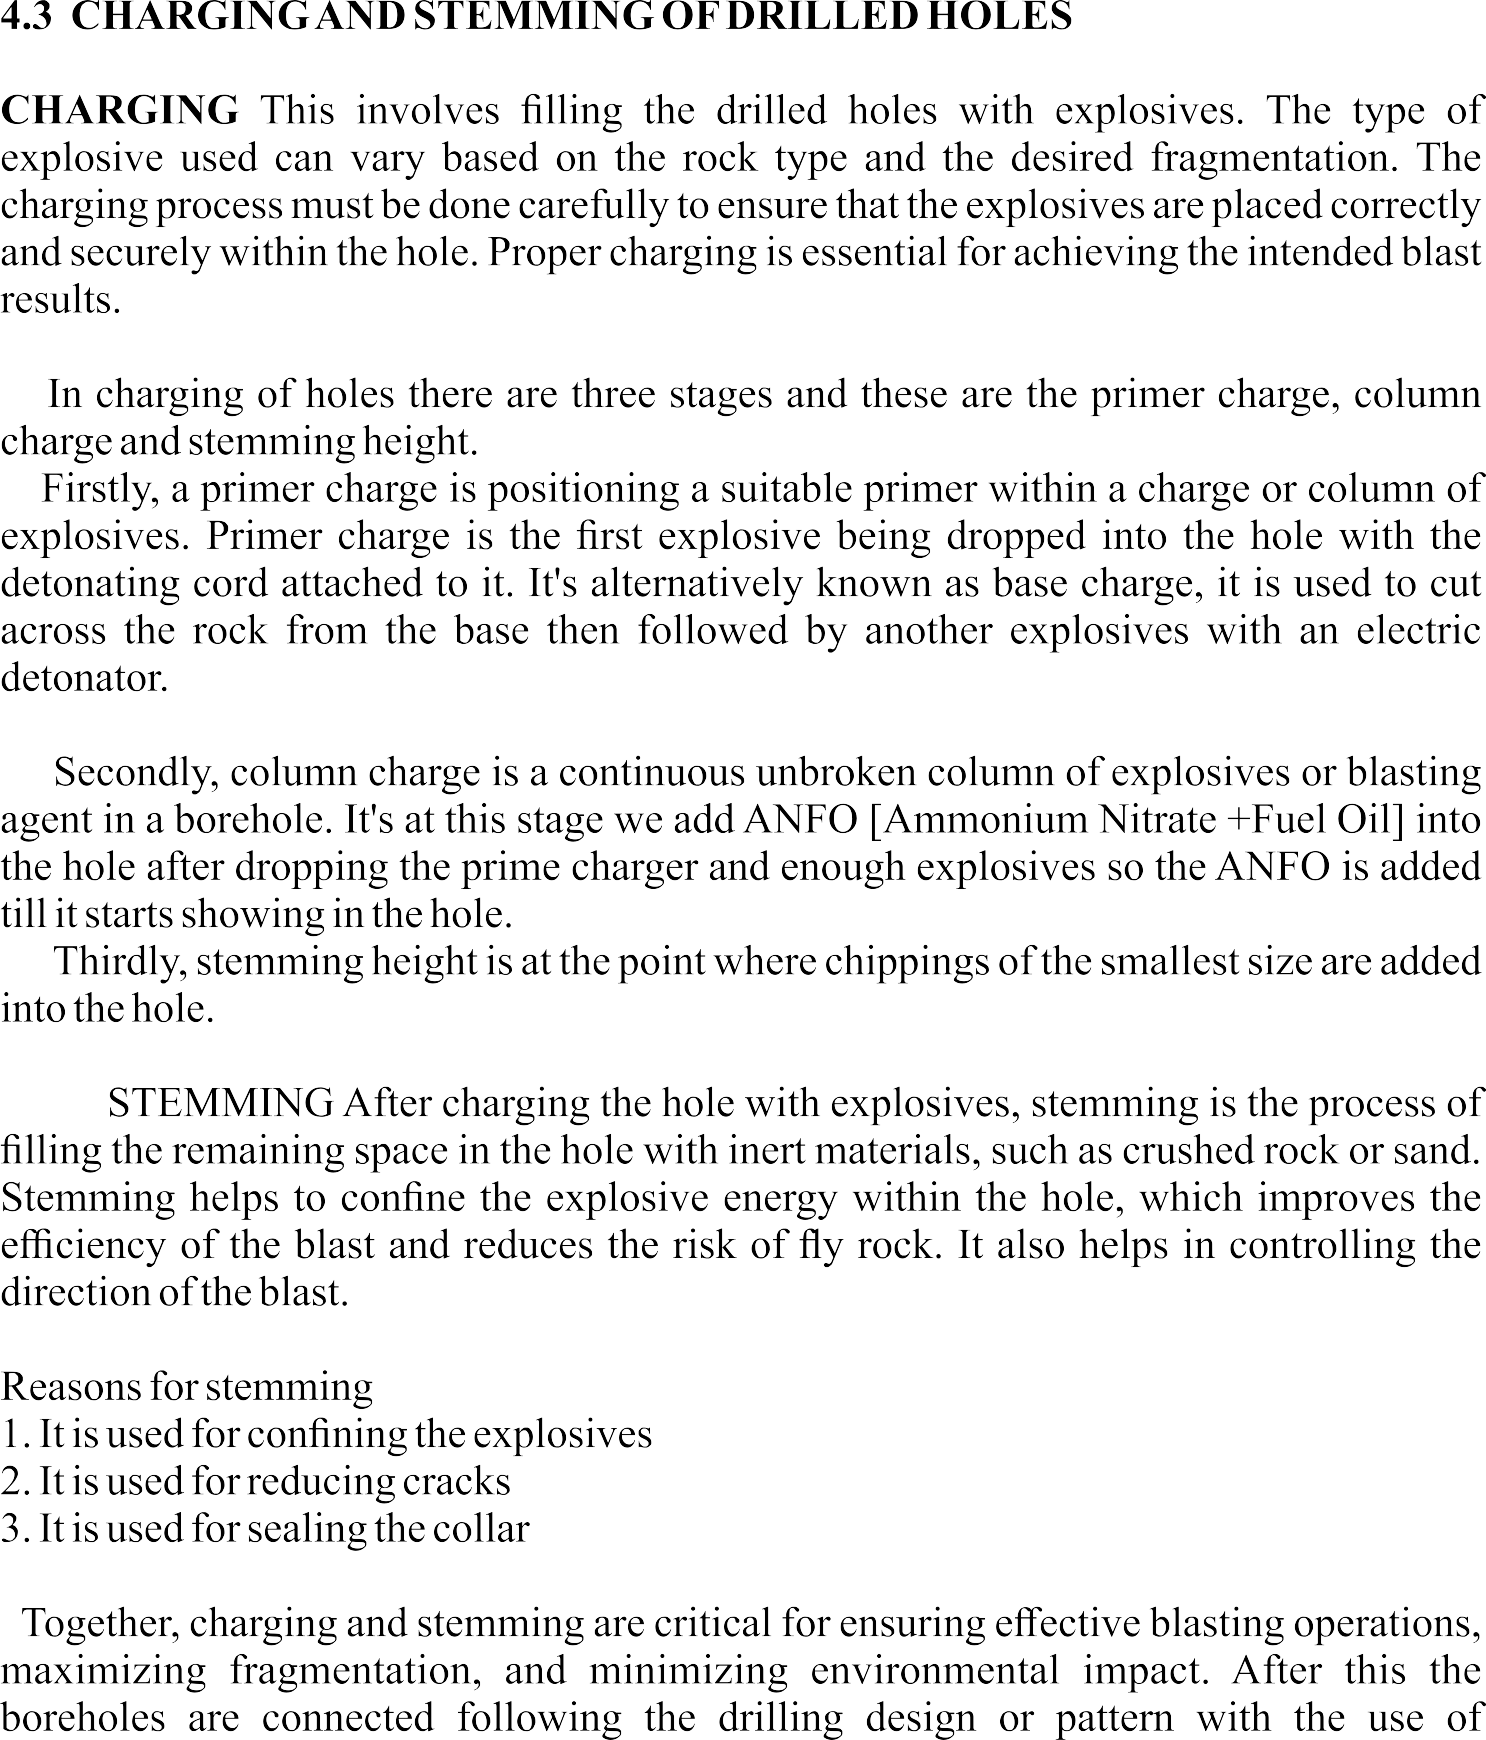 4.3 CHARGING AND STEMMING OF DRILLED HOLES
CHARGING This involves filling the drilled holes with explosives. The type of
explosive used can vary based on the rock type and the desired fragmentation. The
charging process must be done carefully to ensure that the explosives are placed correctly
and securely within the hole. Proper charging is essential for achieving the intended blast
results.
In charging of holes there are three stages and these are the primer charge, column
charge and stemming height.
Firstly, a primer charge is positioning a suitable primer within a charge or column of
explosives. Primer charge is the first explosive being dropped into the hole with the
detonating cord attached to it. It's alternatively known as base charge, it is used to cut
across the rock from the base then followed by another explosives with an electric
detonator.
Secondly, column charge is a continuous unbroken column of explosives or blasting
agent in a borehole. It's at this stage we add ANFO [Ammonium Nitrate +Fuel Oil] into
the hole after dropping the prime charger and enough explosives so the ANFO is added
till it starts showing in the hole.
Thirdly, stemming height is at the point where chippings of the smallest size are added
into the hole.
STEMMING After charging the hole with explosives, stemming is the process of
filling the remaining space in the hole with inert materials, such as crushed rock or sand.
Stemming helps to confine the explosive energy within the hole, which improves the
efficiency of the blast and reduces the risk of fly rock. It also helps in controlling the
direction of the blast.
Reasons for stemming
1. It is used for confining the explosives
2. It is used for reducing cracks
3. It is used for sealing the collar
Together, charging and stemming are critical for ensuring effective blasting operations,
maximizing fragmentation, and minimizing environmental impact. After this the
boreholes are connected following the drilling design or pattern with the use of